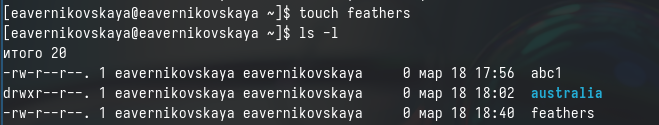 [eavernikovskaya@eavernikovskaya ~]$ touch feathers
[eavernikovskaya@eavernikovskaya ~]$ ls -l
итого 20
-rw-r--r--. 1 eavernikovskaya eavernikovskaya    0 мар 18 17:56  abc1
drwxr--r--. 1 eavernikovskaya eavernikovskaya    0 мар 18 18:02  australia
-rw-r--r--. 1 eavernikovskaya eavernikovskaya    0 мар 18 18:40  feathers